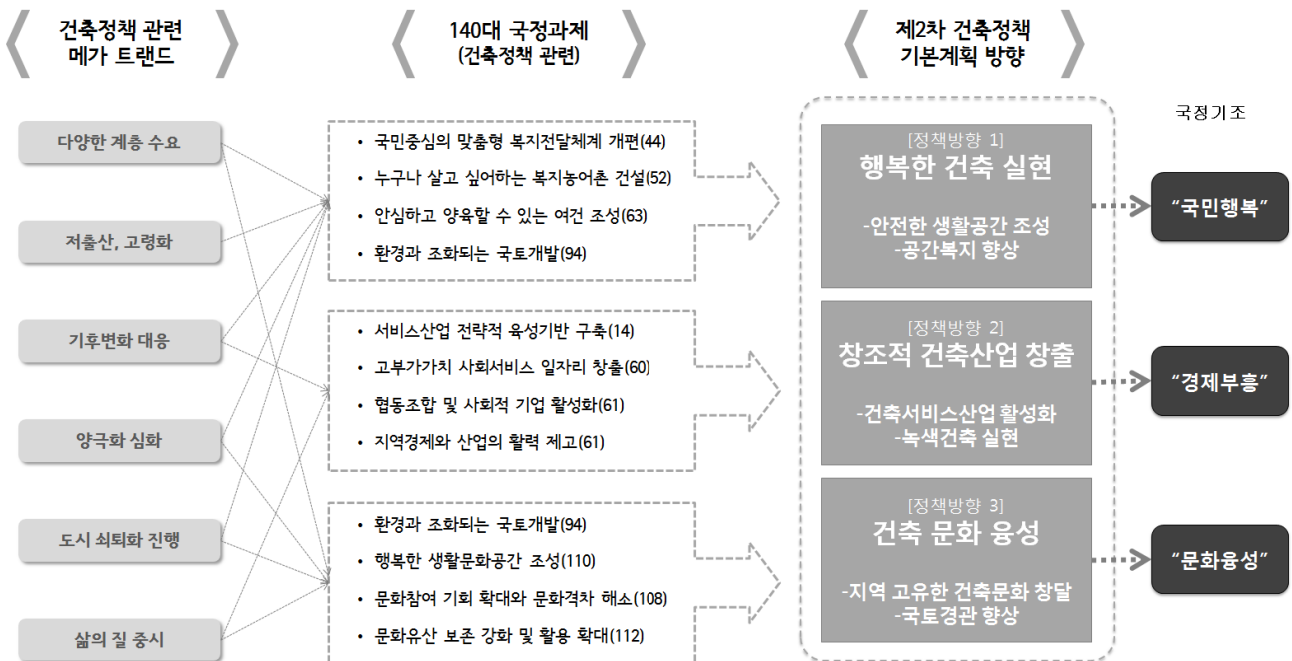 건축정책 관련
메가 트랜드
140대 국정과제
(건축정책 관련)
제2차 건축정책
기본계획 방향
국정기조
다양한 계층 수요
저출산, 고령화
기후변화 대응
양극화 심화
도시 쇠퇴화 진행
삶의 질 중시
• 국민중심의 맞춤형 복지전달체계 개편(44)
• 누구나 살고 싶어하는 복지농어촌 건설(52)
• 안심하고 양육할 수 있는 여건 조성(63)
• 환경과 조화되는 국토개발(94)
• 서비스산업 전략적 육성기반 구축(14)
• 고부가가치 사회서비스 일자리 창출(60)
• 협동조합 및 사회적 기업 활성화(61)
• 지역경제와 산업의 활력 제고(61)
• 환경과 조화되는 국토개발(94)
• 행복한 생활문화공간 조성(110)
• 문화참여 기회 확대와 문화격차 해소(108)
• 문화유산 보존 강화 및 활용 확대(112)
[정책방향 1]
행복한 건축 실현
-안전한 생활공간 조성
-공간복지 향상
[정책방향 2]
창조적 건축산업 창출
-건축서비스산업 활성화
-녹색건축 실현
[정책방향 3]
건축 문화 융성
-지역 고유한 건축문화 창달
-국토경관 향상
“국민행복”
“경제부흥”
“문화융성”